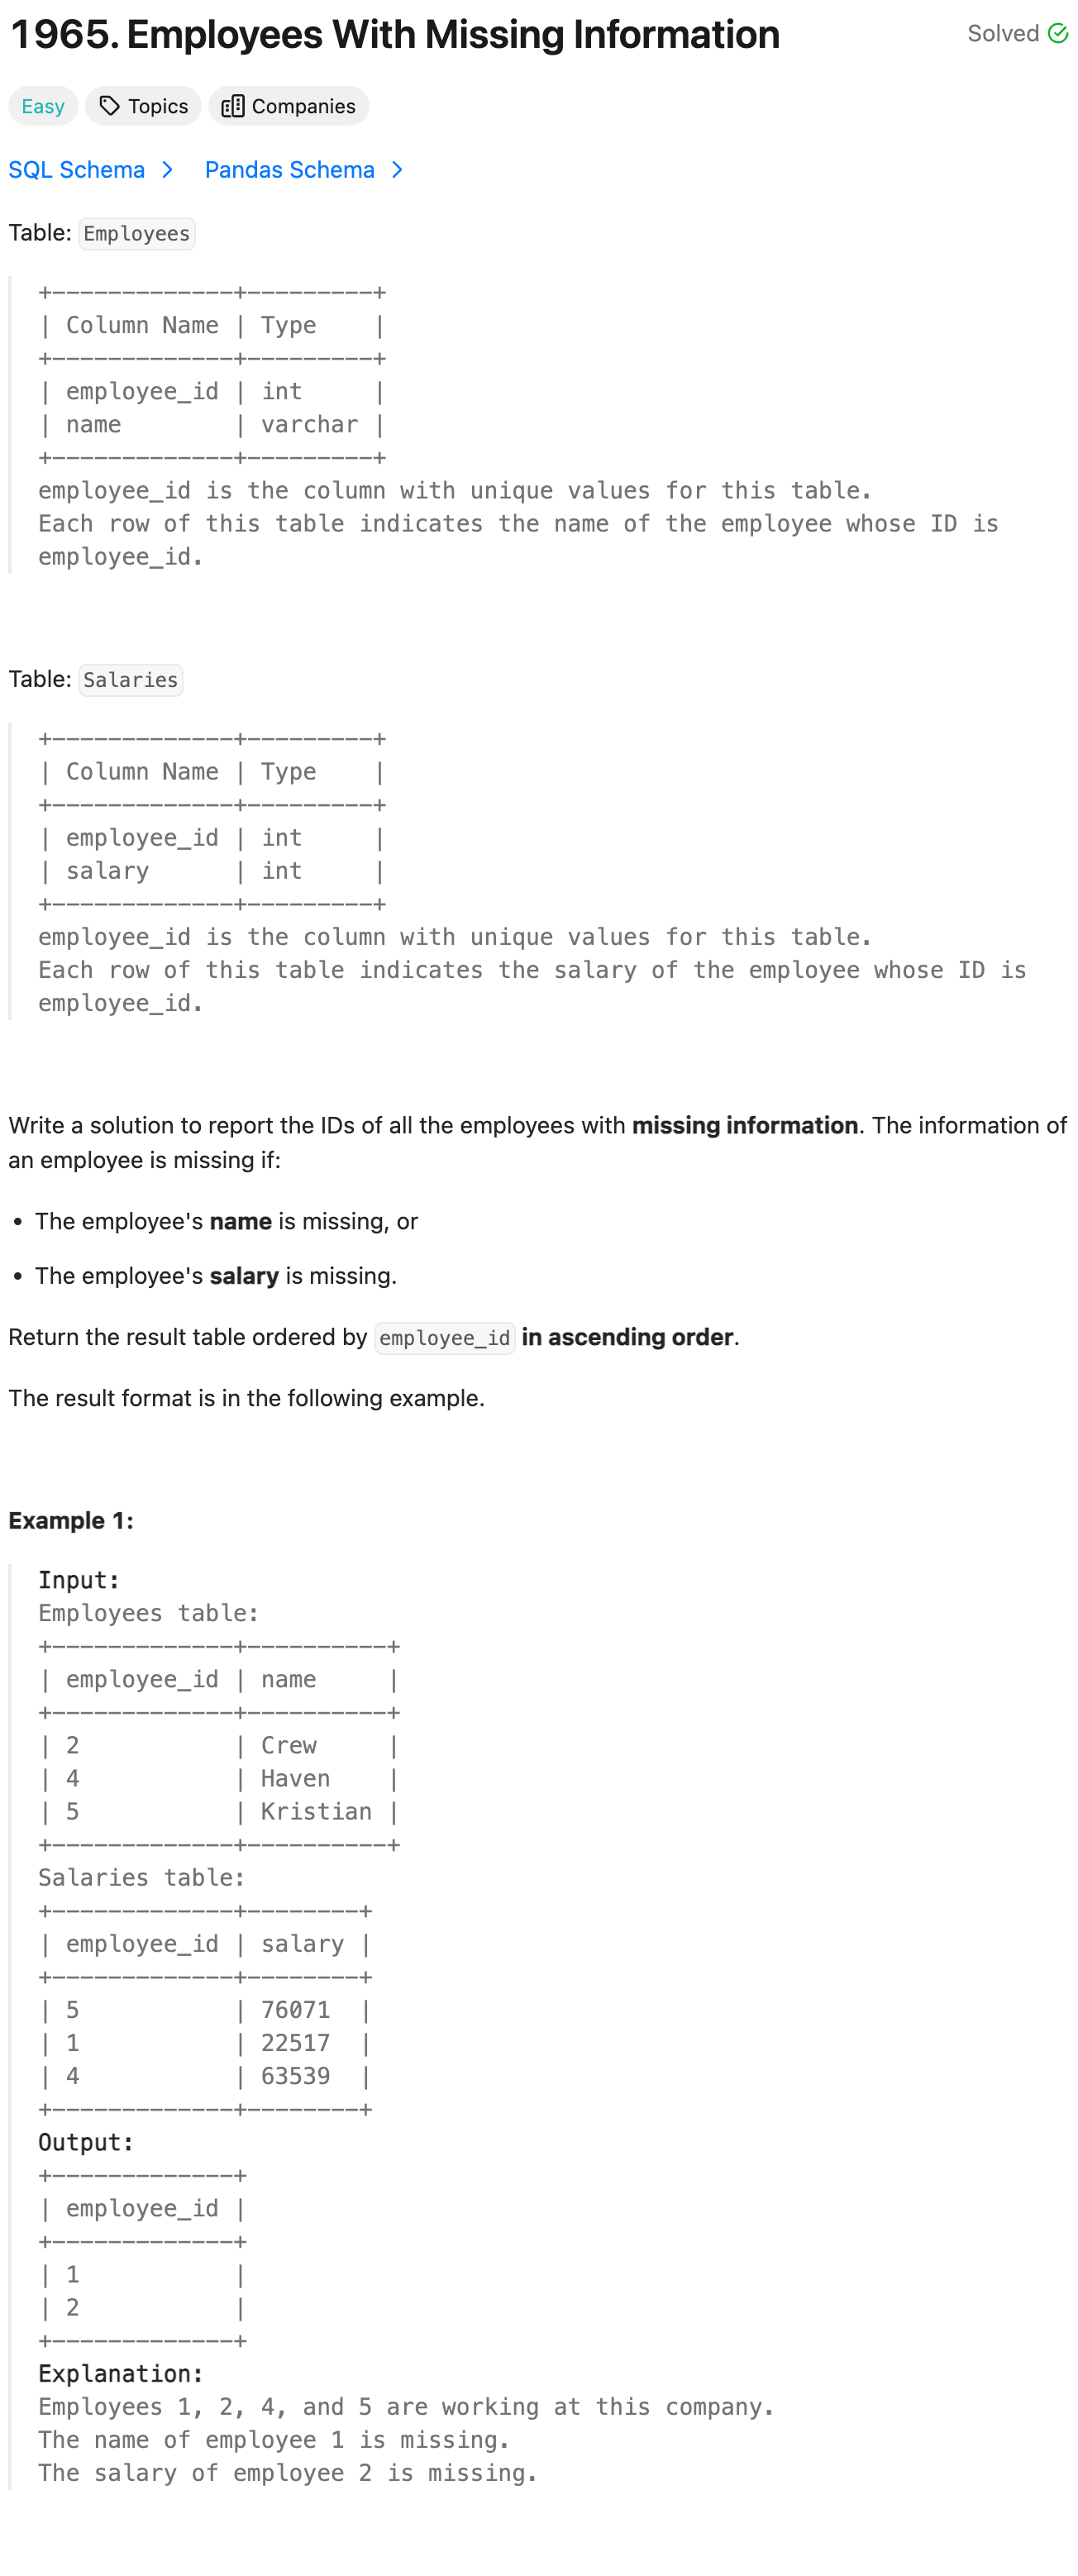 1965. Employees With Missing Information
Solved
Easy Topics Companies
SQL Schema > Pandas Schema >
Table: Employees
+-------------+---------+
| Column Name | Type    |
+-------------+---------+
| employee_id | int     |
| name        | varchar |
+-------------+---------+
employee_id is the column with unique values for this table.
Each row of this table indicates the name of the employee whose ID is
employee_id.
Table: Salaries
+-------------+---------+
| Column Name | Type    |
+-------------+---------+
| employee_id | int     |
| salary      | int     |
+-------------+---------+
employee_id is the column with unique values for this table.
Each row of this table indicates the salary of the employee whose ID is
employee_id.
Write a solution to report the IDs of all the employees with missing information. The information of
an employee is missing if:
• The employee's name is missing, or
• The employee's salary is missing.
Return the result table ordered by employee_id in ascending order.
The result format is in the following example.
Example 1:
Input:
Employees table:
+-------------+----------+
| employee_id | name     |
+-------------+----------+
| 2           | Crew     |
| 4           | Haven    |
| 5           | Kristian |
+-------------+----------+
Salaries table:
+-------------+--------+
| employee_id | salary |
+-------------+--------+
| 5           | 76071  |
| 1           | 22517  |
| 4           | 63539  |
+-------------+--------+
Output:
+-------------+
| employee_id |
+-------------+
| 1           |
| 2           |
+-------------+
Explanation:
Employees 1, 2, 4, and 5 are working at this company.
The name of employee 1 is missing.
The salary of employee 2 is missing.